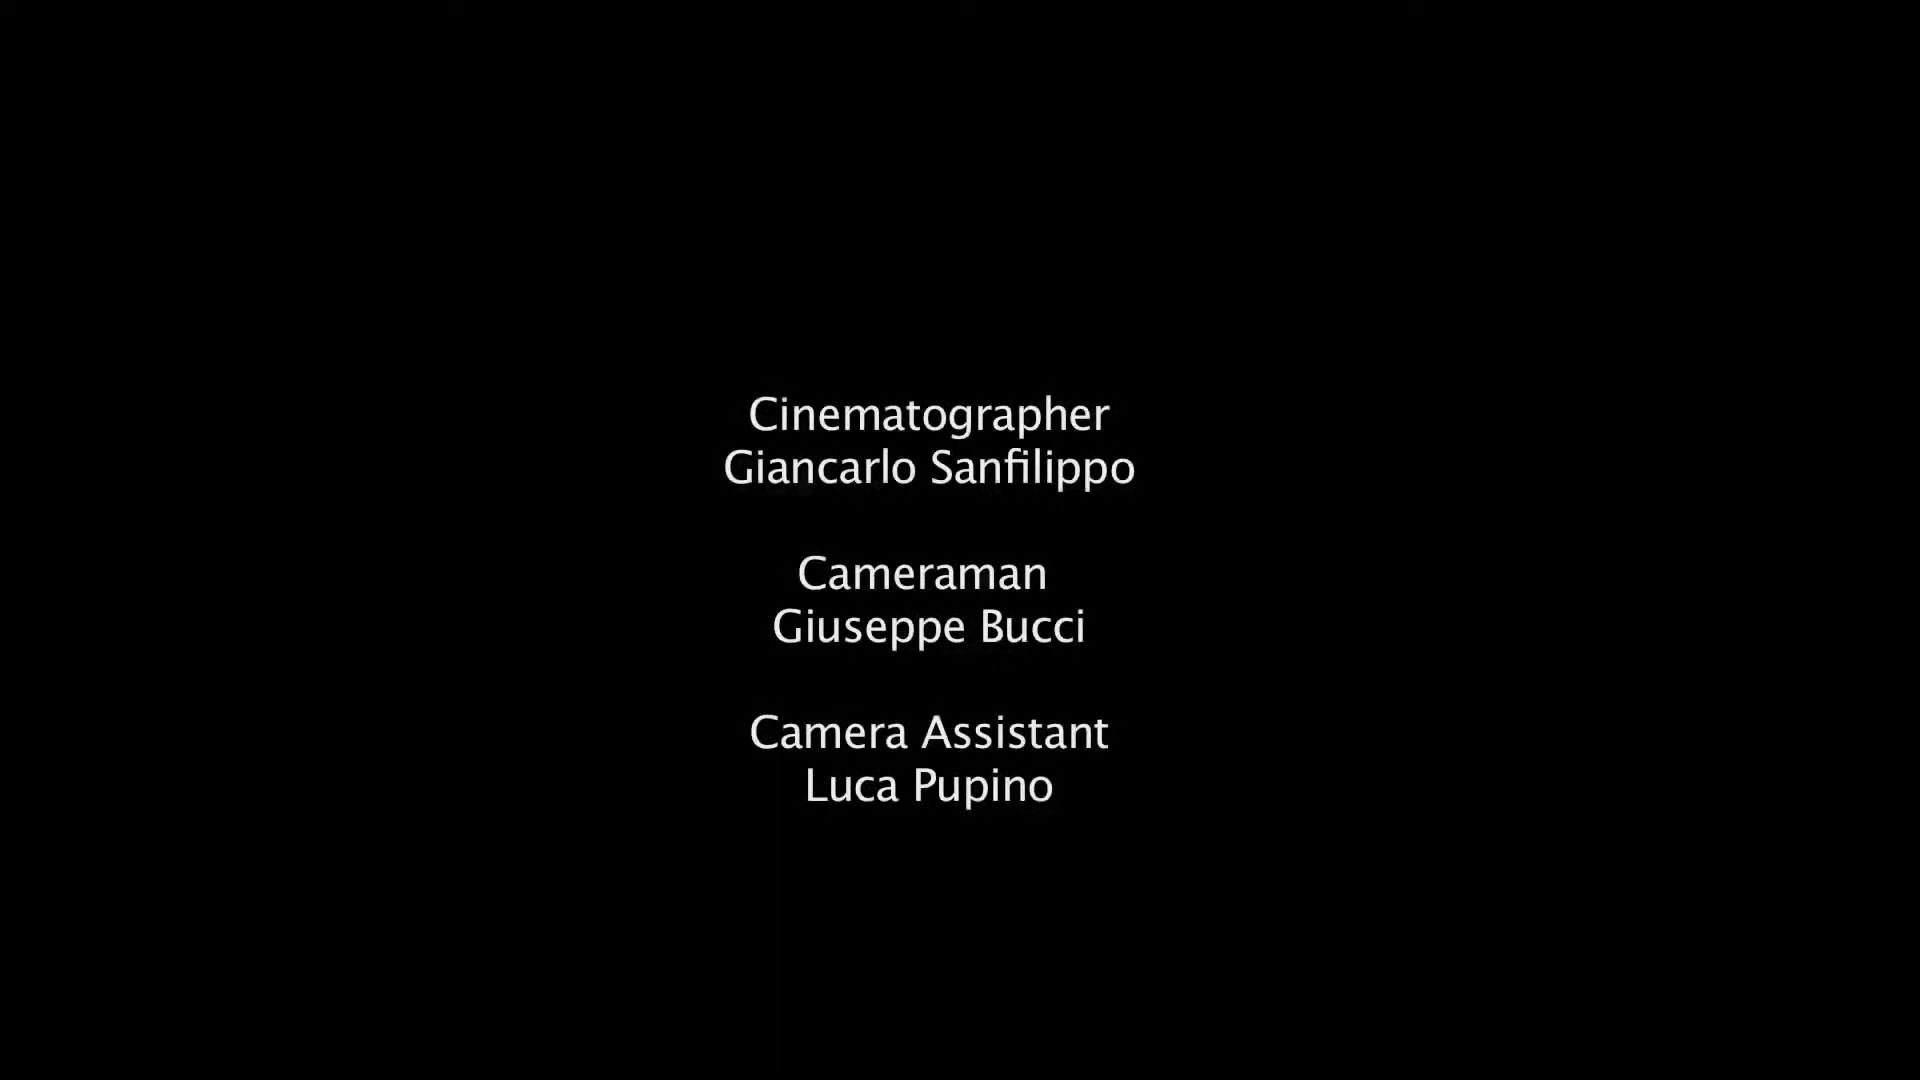 Cinematographer
Giancarlo Sanfilippo
Cameraman
Giuseppe Bucci
Camera Assistant
Luca Pupino